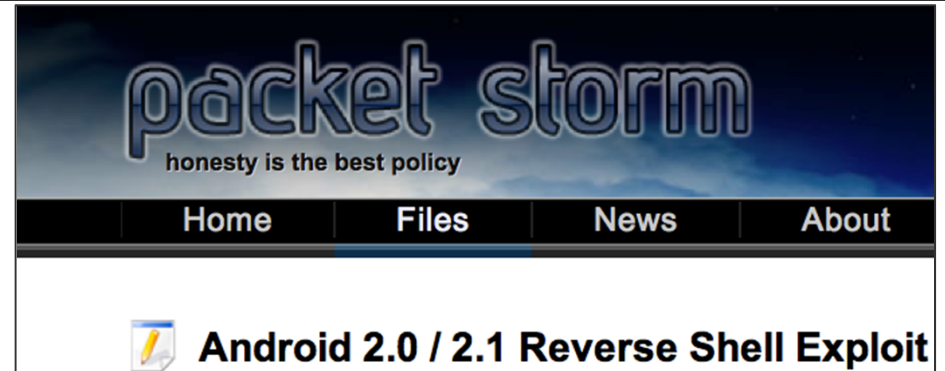 packet storm
honesty is the best policy
Home Files News About
Android 2.0 / 2.1 Reverse Shell Exploit